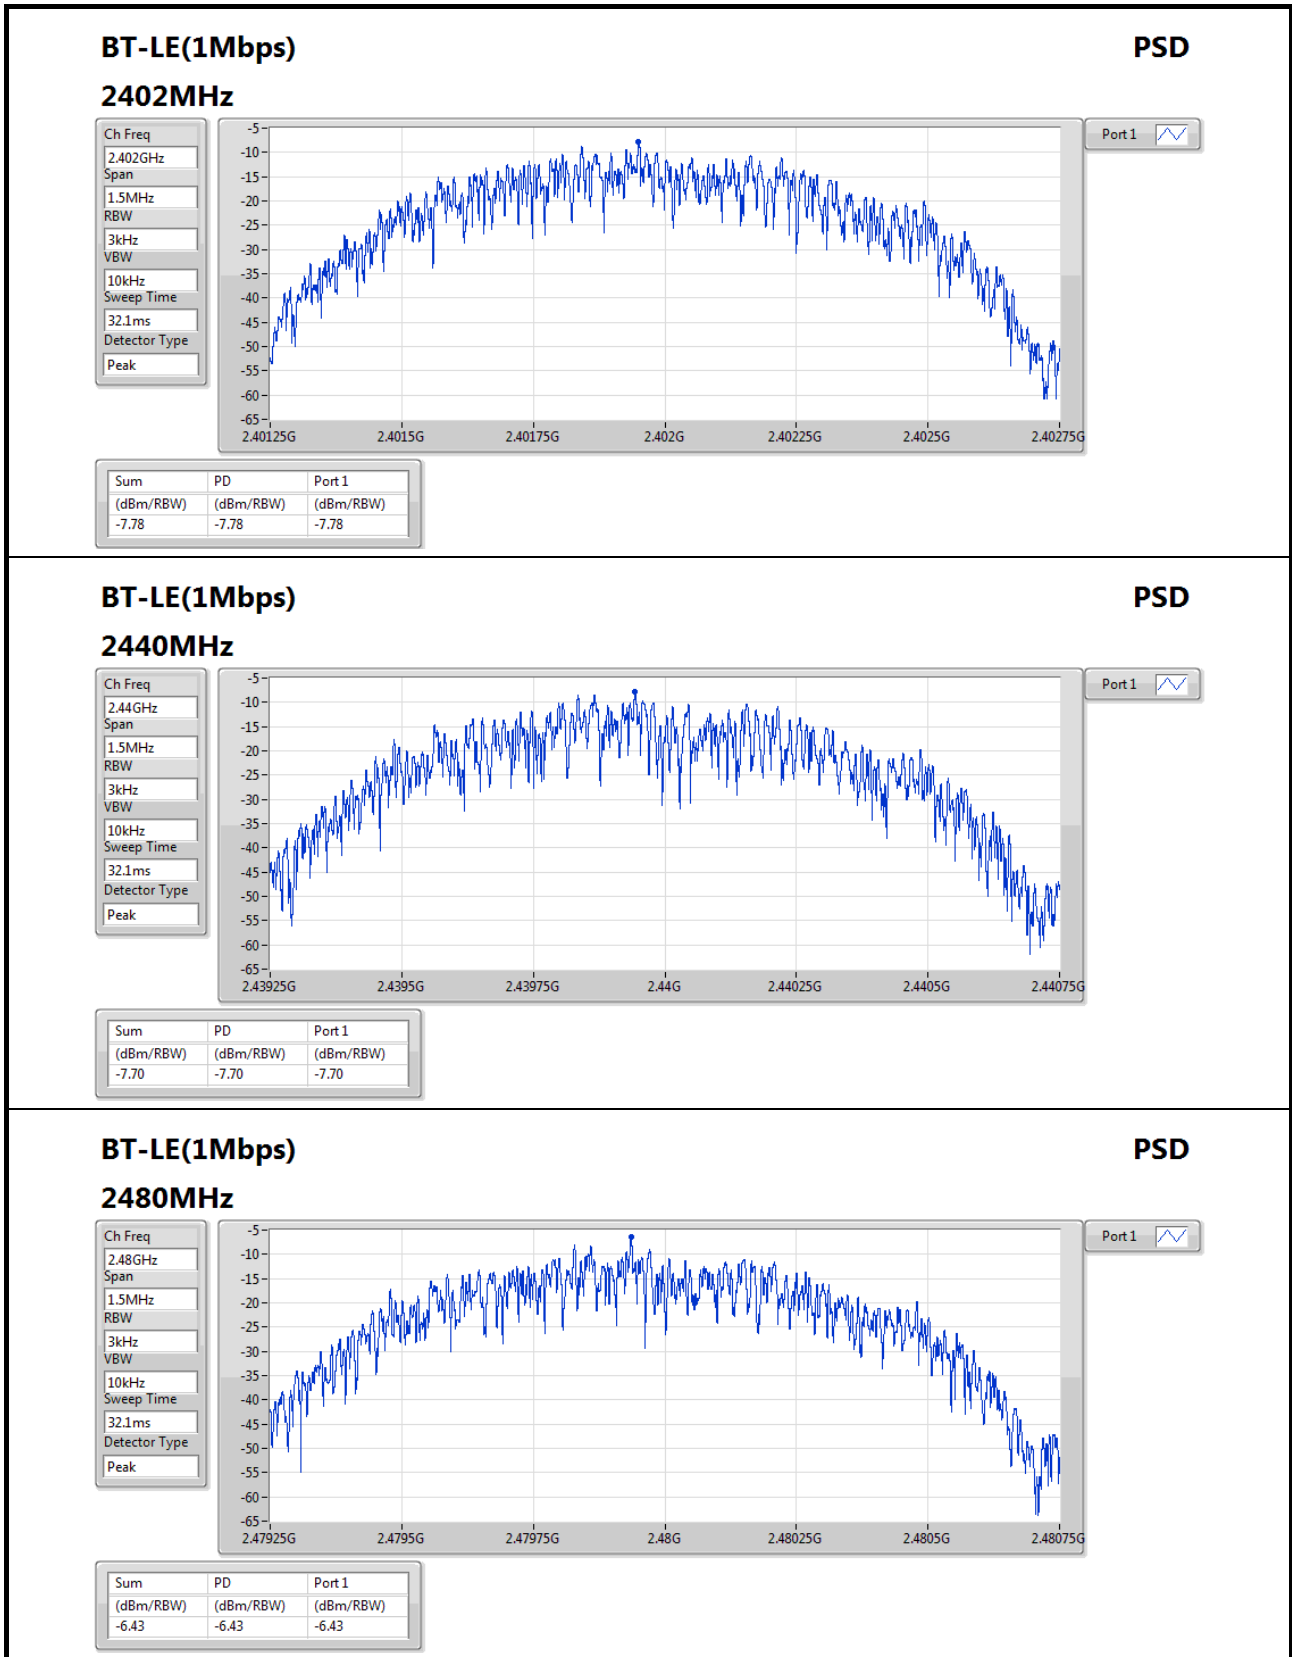 BT-LE(1Mbps) PSD
2402MHz
Ch Freq
2.402GHz
Span
1.5MHz
RBW
3kHz
VBW
10kHz
Sweep Time
32.1ms
Detector Type
Peak
-5
-10
-15
-20
-25
-30
-35
-40
-45
-50
-55
-60
-65
2.40125G 2.4015G 2.40175G 2.402G 2.40225G 2.4025G 2.40275G
Port 1
Sum PD Port 1
(dBm/RBW) (dBm/RBW) (dBm/RBW)
-7.78 -7.78 -7.78
BT-LE(1Mbps) PSD
2440MHz
Ch Freq
2.44GHz
Span
1.5MHz
RBW
3kHz
VBW
10kHz
Sweep Time
32.1ms
Detector Type
Peak
-5
-10
-15
-20
-25
-30
-35
-40
-45
-50
-55
-60
-65
2.43925G 2.4395G 2.43975G 2.44G 2.44025G 2.4405G 2.44075G
Port 1
Sum PD Port 1
(dBm/RBW) (dBm/RBW) (dBm/RBW)
-7.70 -7.70 -7.70
BT-LE(1Mbps) PSD
2480MHz
Ch Freq
2.48GHz
Span
1.5MHz
RBW
3kHz
VBW
10kHz
Sweep Time
32.1ms
Detector Type
Peak
-5
-10
-15
-20
-25
-30
-35
-40
-45
-50
-55
-60
-65
2.47925G 2.4795G 2.47975G 2.48G 2.48025G 2.4805G 2.48075G
Port 1
Sum PD Port 1
(dBm/RBW) (dBm/RBW) (dBm/RBW)
-6.43 -6.43 -6.43